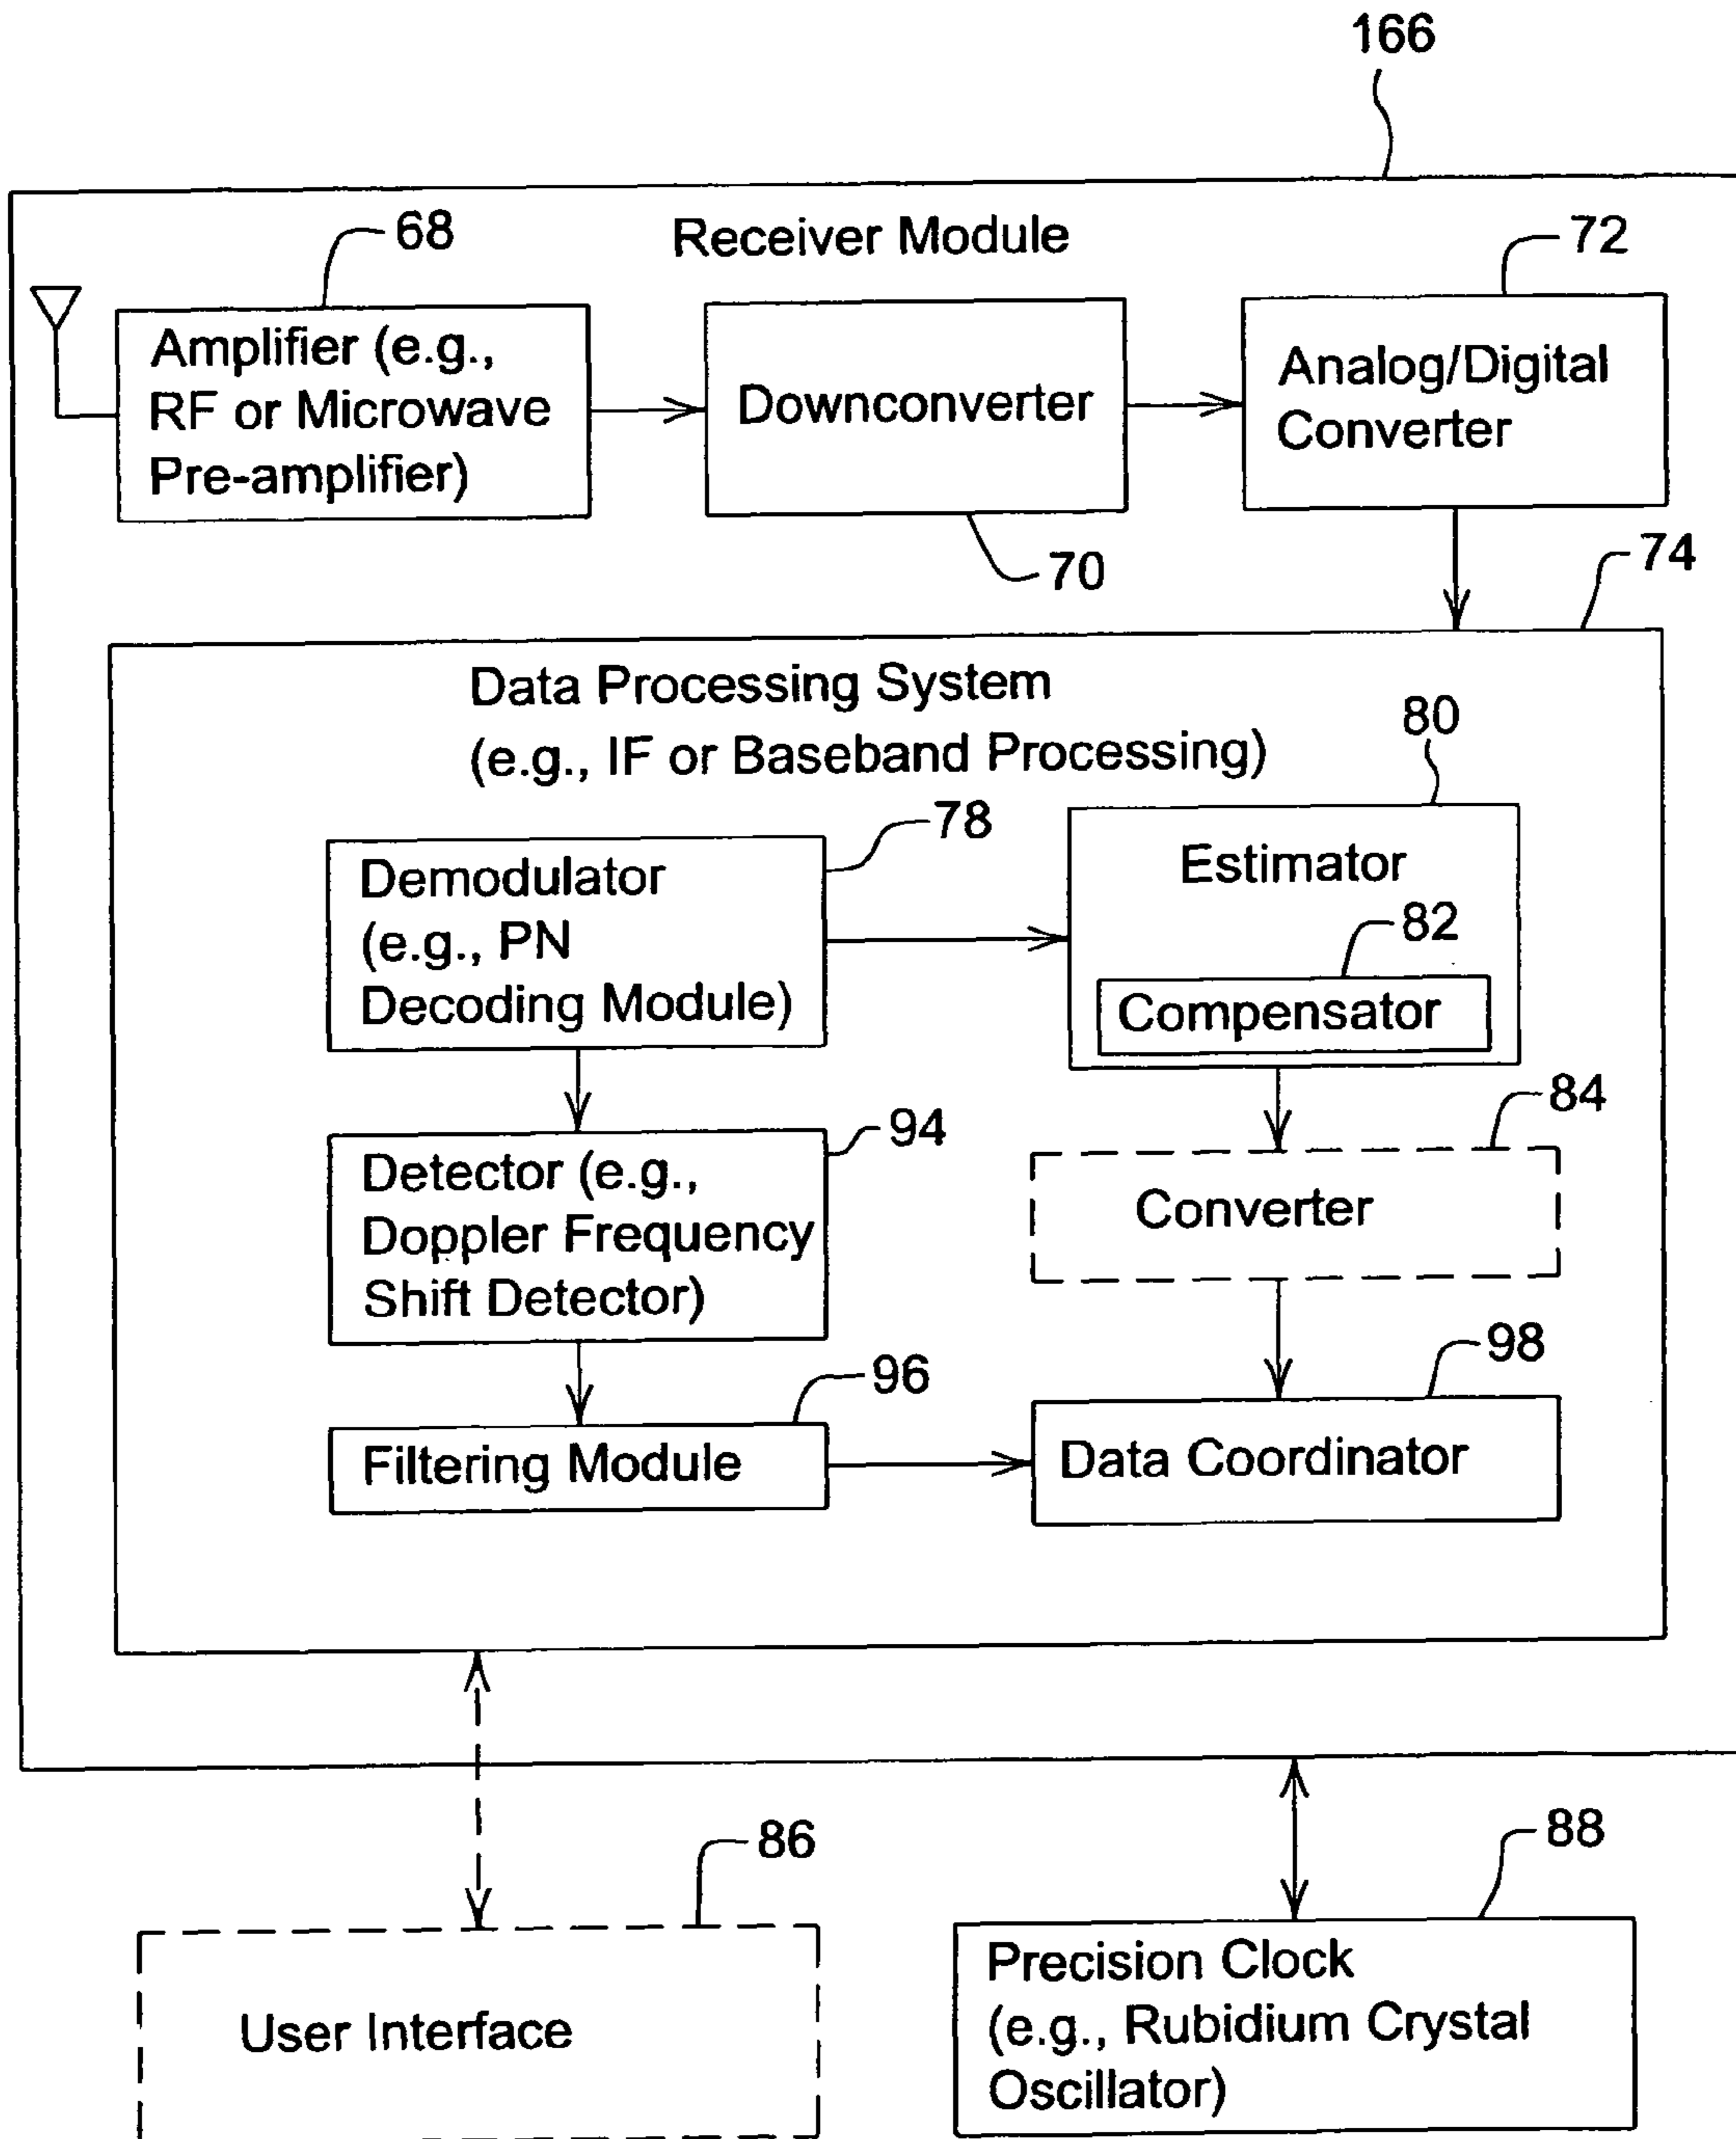 166
Receiver Module
68
72
Amplifier (e.g.,
RF or Microwave
Pre-amplifier)
Downconverter
Analog/Digital
Converter
70
74
Data Processing System
(e.g., IF or Baseband Processing)
80
78
Demodulator
(e.g., PN
Decoding Module)
Estimator
82
Compensator
84
94
Detector (e.g.,
Doppler Frequency
Shift Detector)
Converter
98
96
Filtering Module
Data Coordinator
86
88
User Interface
Precision Clock
(e.g., Rubidium Crystal
Oscillator)